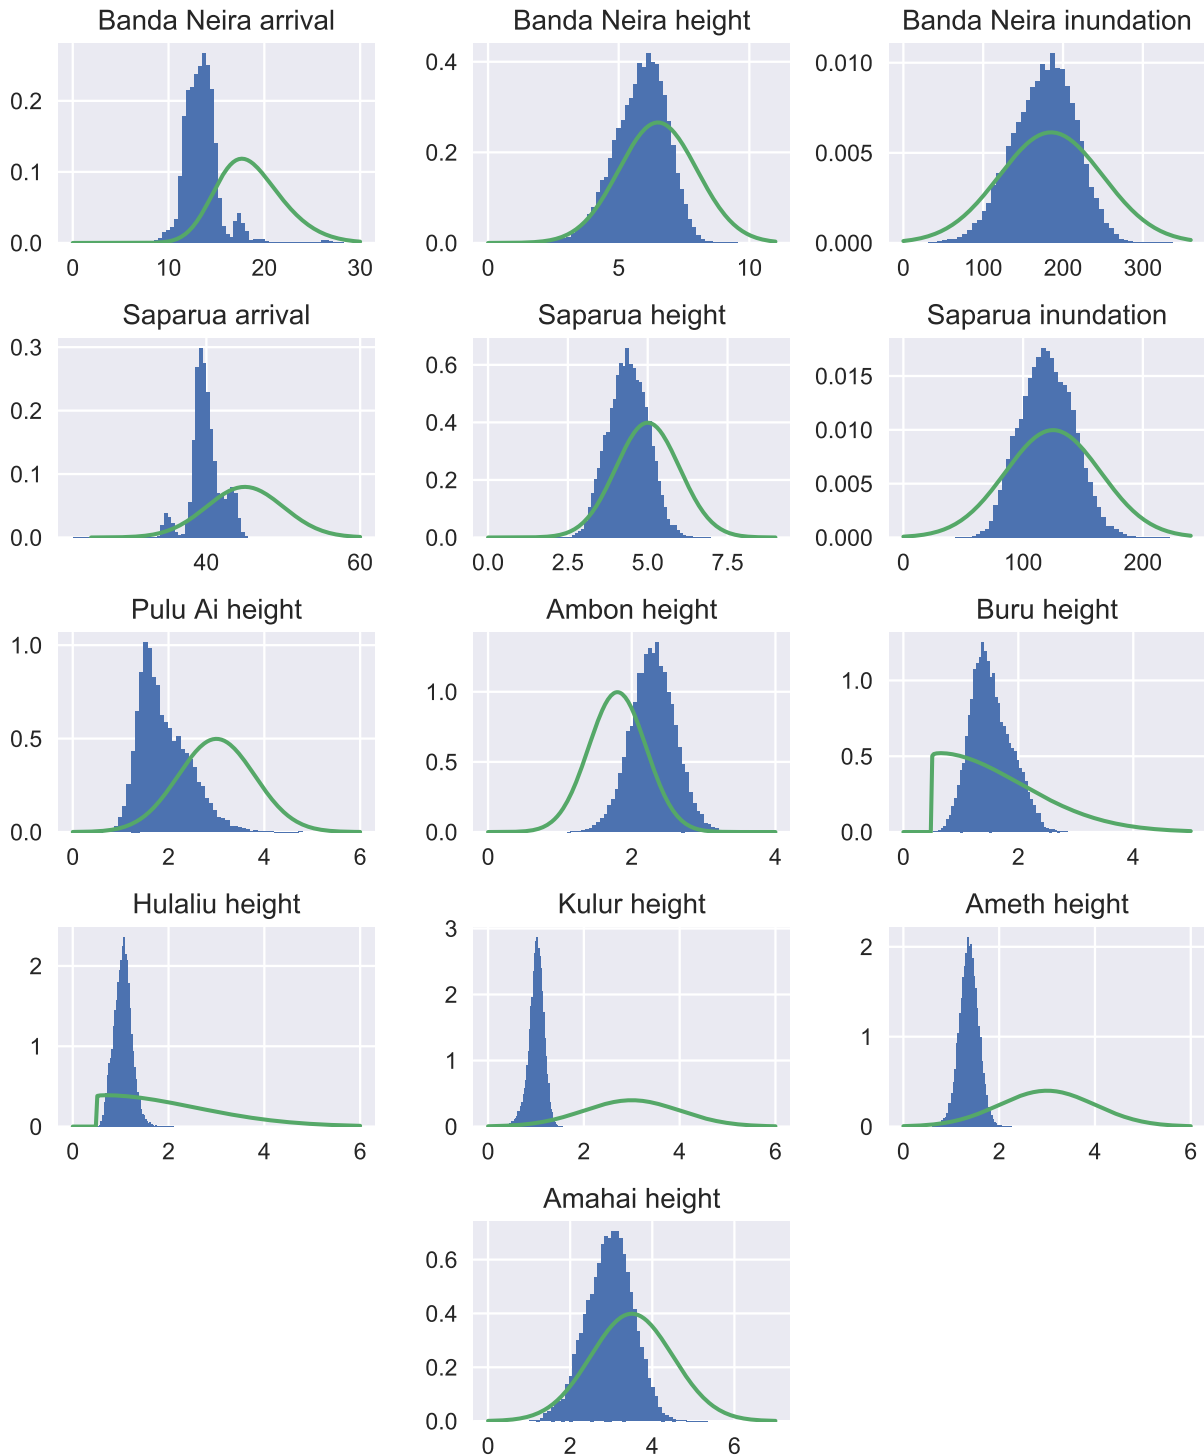 Banda Neira arrival
0.2
0.1
0.0
0 10 20 30
Banda Neira height
0.4
0.2
0.0
0 5 10
Banda Neira inundation
0.010
0.005
0.000
0 100 200 300
Saparua arrival
0.3
0.2
0.1
0.0
40 60
Saparua height
0.6
0.4
0.2
0.0
0.0 2.5 5.0 7.5
Saparua inundation
0.015
0.010
0.005
0.000
100 200
Pulu Ai height
1.0
0.5
0.0
0 2 4 6
Ambon height
1.0
0.5
0.0
0 2 4
Buru height
1.0
0.5
0.0
0 2 4
Hulaliu height
2
1
0
0 2 4 6
Kulur height
3
2
1
0
0 2 4 6
Ameth height
2
1
0
0 2 4 6
Amahai height
0.6
0.4
0.2
0.0
0 2 4 6